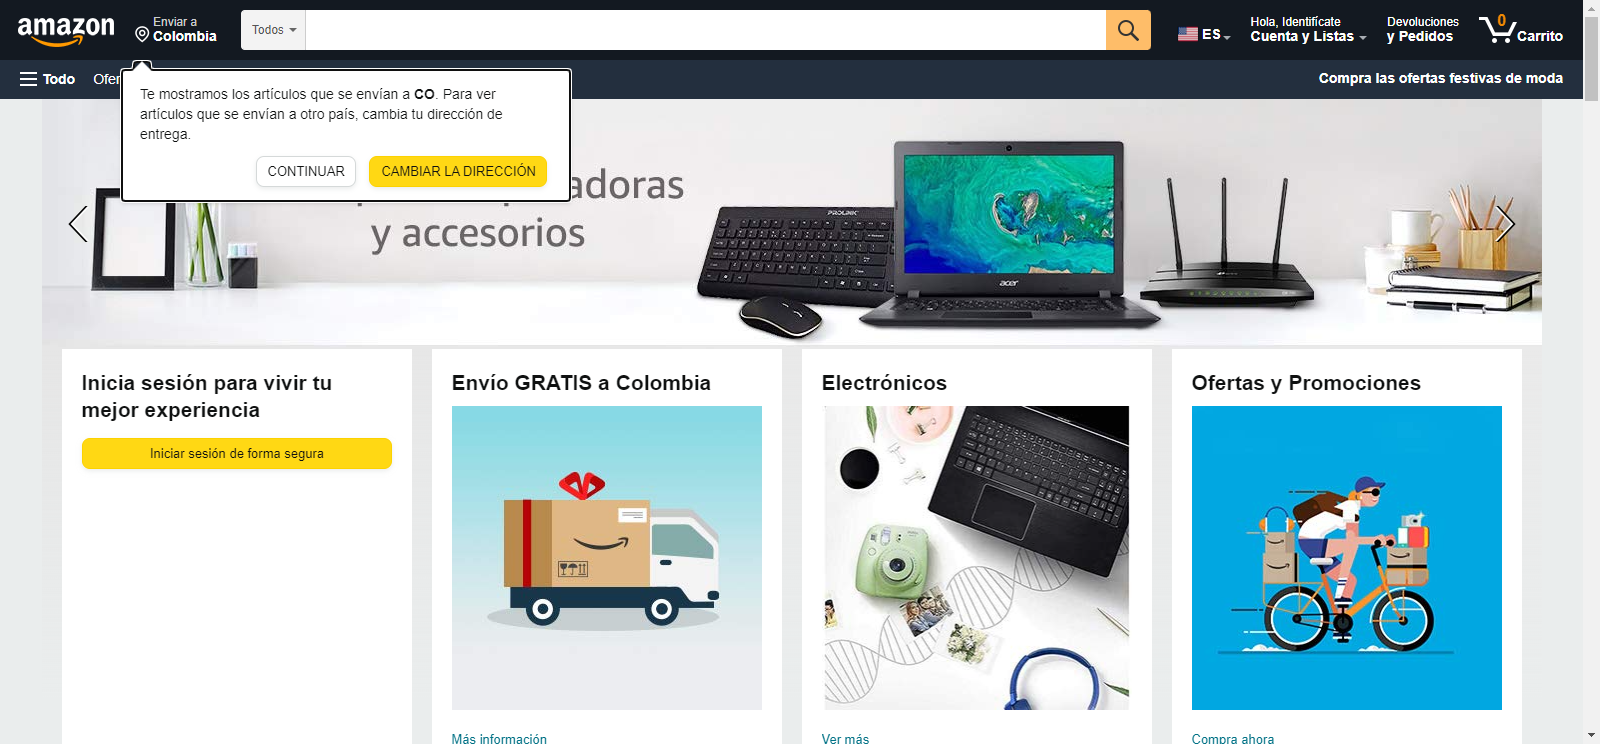 amazon
Enviar a
Colombia
Todos
ES
Hola, Identifícate
Cuenta y Listas
Devoluciones
y Pedidos
0
Carrito
Todo
Compra las ofertas festivas de moda
Te mostramos los artículos que se envían a CO. Para ver
artículos que se envían a otro país, cambia tu dirección de
entrega.
CONTINUAR
CAMBIAR LA DIRECCIÓN
y accesorios
PROLINK
acer
Inicia sesión para vivir tu
mejor experiencia
Iniciar sesión de forma segura
Envío GRATIS a Colombia
Más información
Electrónicos
Ver más
Ofertas y Promociones
Compra ahora